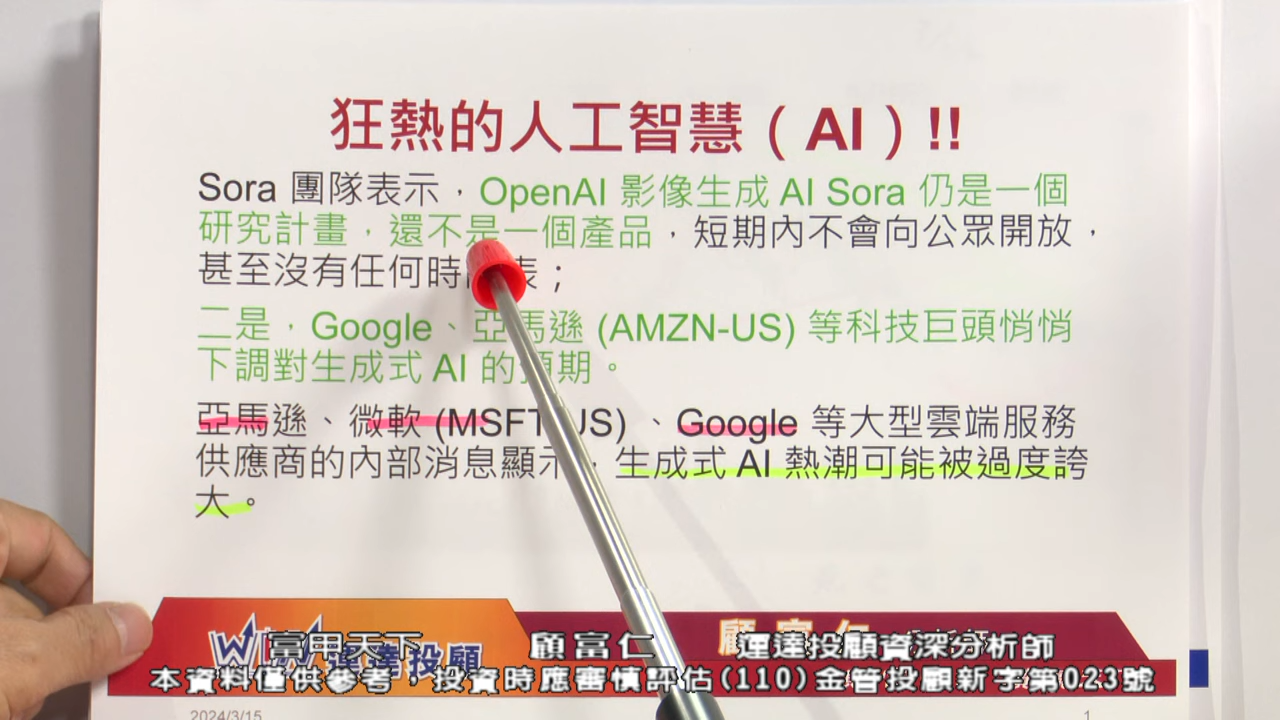 狂熱的人工智慧（AI）!!
Sora 團隊表示，OpenAI 影像生成 AI Sora 仍是一個
研究計畫，還不是一個產品，短期內不會向公眾開放，
甚至沒有任何時表；
二是，Google、亞馬遜 (AMZN-US) 等科技巨頭悄悄
下調對生成式 AI 的預期。
亞馬遜、微軟 (MSFT-US) 、Google 等大型雲端服務
供應商的內部消息顯示，生成式 AI 熱潮可能被過度誇
大。
運達投顧
富甲天下 顧富仁 運達投顧資深分析師
本資料僅供參考，投資時應審慎評估(110)金管投顧新字第023號
2024/3/15
1